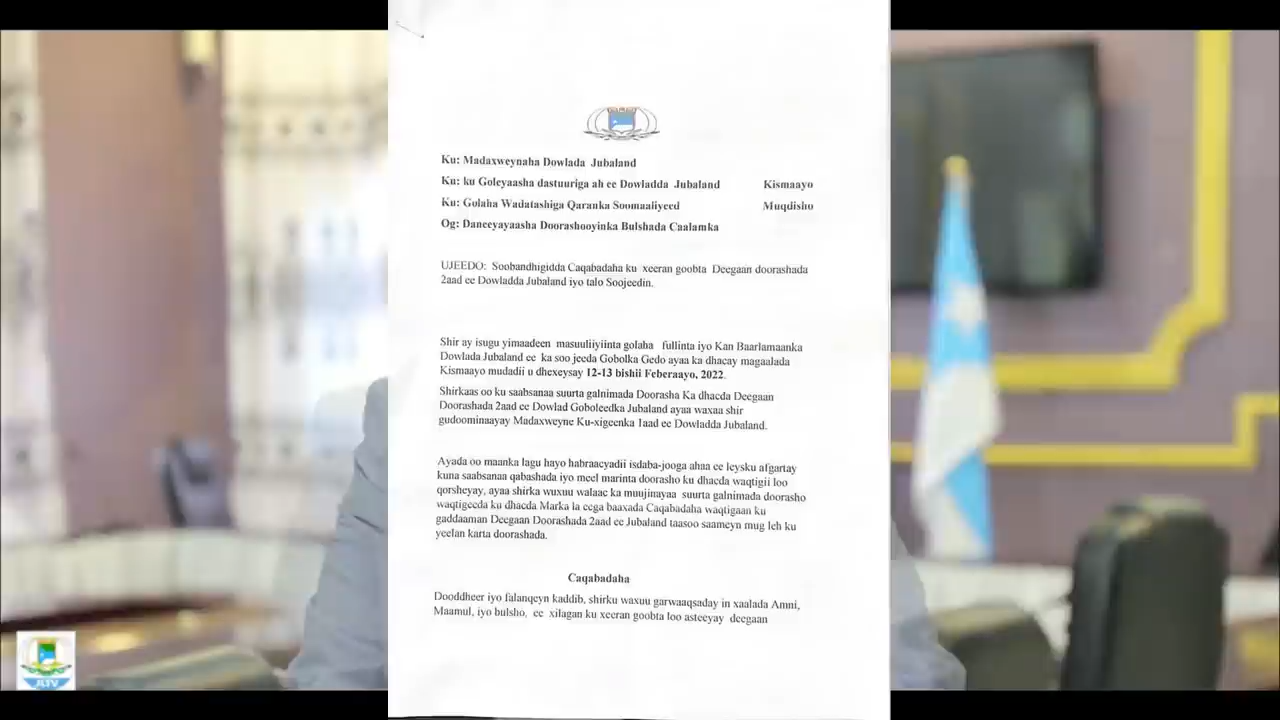 Ku: Madaxweynaha Dowlada Jubaland
Ku: ku Goleyaasha dastuuriga ah ee Dowladda Jubaland Kismaayo
Ku: Golaha Wadatashiga Qaranka Soomaaliyeed Muqdisho
Og: Daneeyayaasha Doorashooyinka Bulshada Caalamka
UJEEDO: Soobandhigidda Caqabadaha ku xeeran goobta Deegaan doorashada
2aad ee Dowladda Jubaland iyo talo Soojeedin.
Shir ay isugu yimaadeen masuuliiyiinta golaha fullinta iyo Kan Baarlamaanka
Dowlada Jubaland ee ka soo jeeda Gobolka Gedo ayaa ka dhacay magaalada
Kismaayo mudadii u dhexeysay 12-13 bishii Feberaayo, 2022.
Shirkaas oo ku saabsanaa suurta galnimada Doorasha Ka dhacda Deegaan
Doorashada 2aad ee Dowlad Goboleedka Jubaland ayaa waxaa shir
gudoominaayay Madaxweyne Ku-xigeenka 1aad ee Dowladda Jubaland.
Ayada oo maanka lagu hayo habraacyadii isdaba-jooga ahaa ee leysku afgartay
kuna saabsanaa qabashada iyo meel marinta doorasho ku dhacda waqtigii loo
qorsheyay, ayaa shirka wuxuu walaac ka muujinayaa suurta galnimada doorasho
waqtigeeda ku dhacda Marka la eega baaxada Caqabadaha waqtigaan ku
gaddaaman Deegaan Doorashada 2aad ee Jubaland taasoo saameyn mug leh ku
yeelan karta doorashada.
Caqabadaha
Dooddheer iyo falanqeyn kaddib, shirku waxuu garwaaqsaday in xaalada Amni,
Maamul, iyo bulsho, ee xilagan ku xeeran goobta loo asteeyay deegaan
JLTV